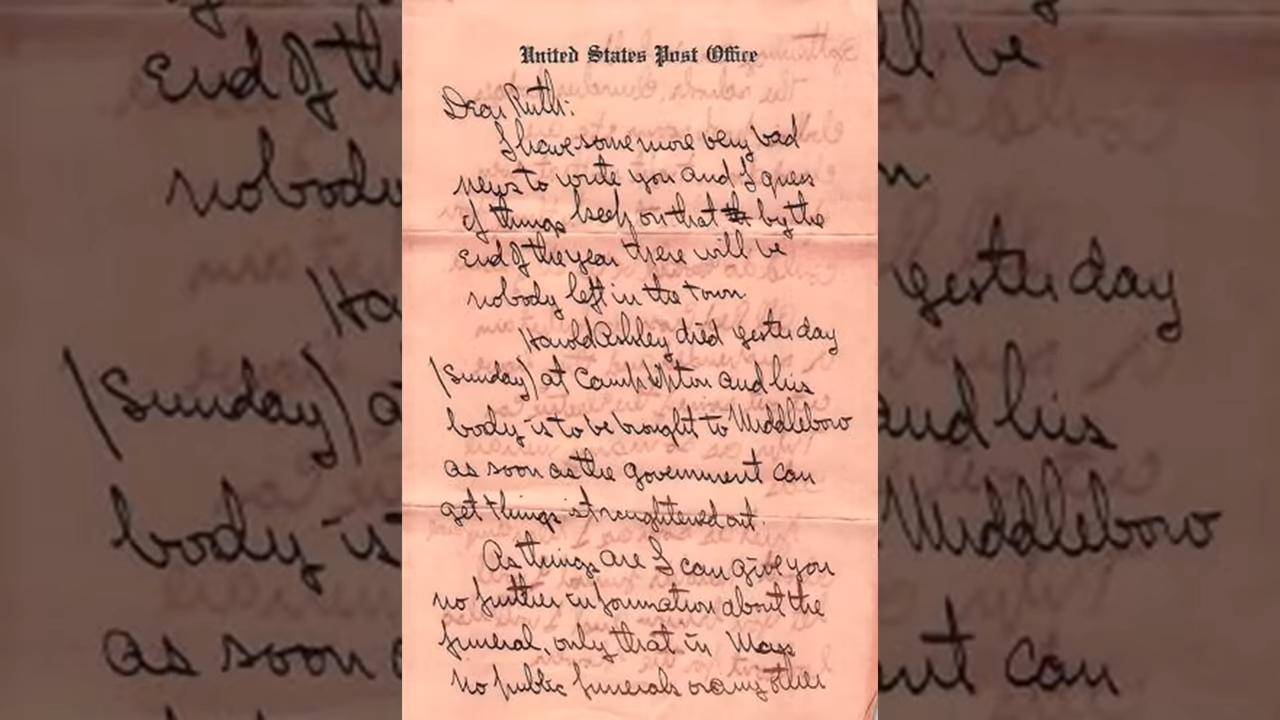 United States Post Office
Dear Ruth:
I have some more very bad
news to write you and I guess
if things keep on that by the
end of the year there will be
nobody left in the town
Harold Ashley died yesterday
(Sunday) at Camp Upton and his
body is to be brought to Middleboro
as soon as the government can
get things straightened out.
As things are I can give you
no further information about the
funeral, only that in Mass
no public funerals or any other